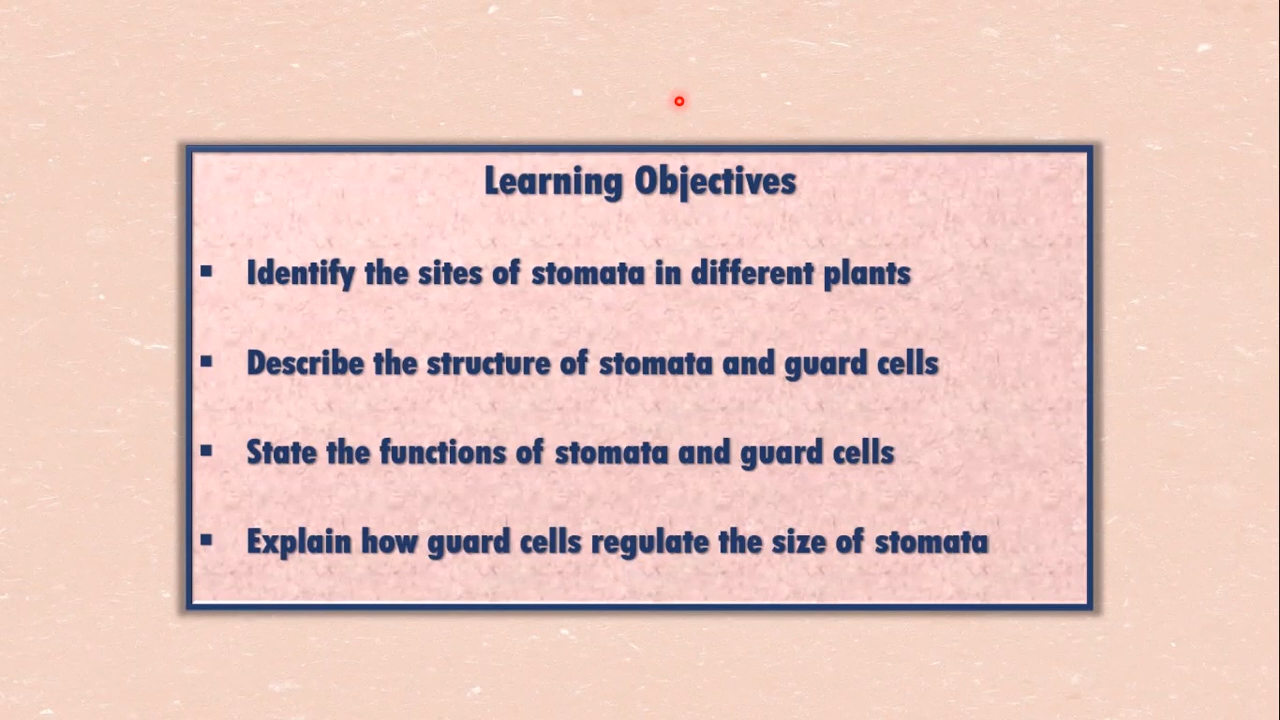 Learning Objectives
▪ Identify the sites of stomata in different plants
▪ Describe the structure of stomata and guard cells
▪ State the functions of stomata and guard cells
▪ Explain how guard cells regulate the size of stomata